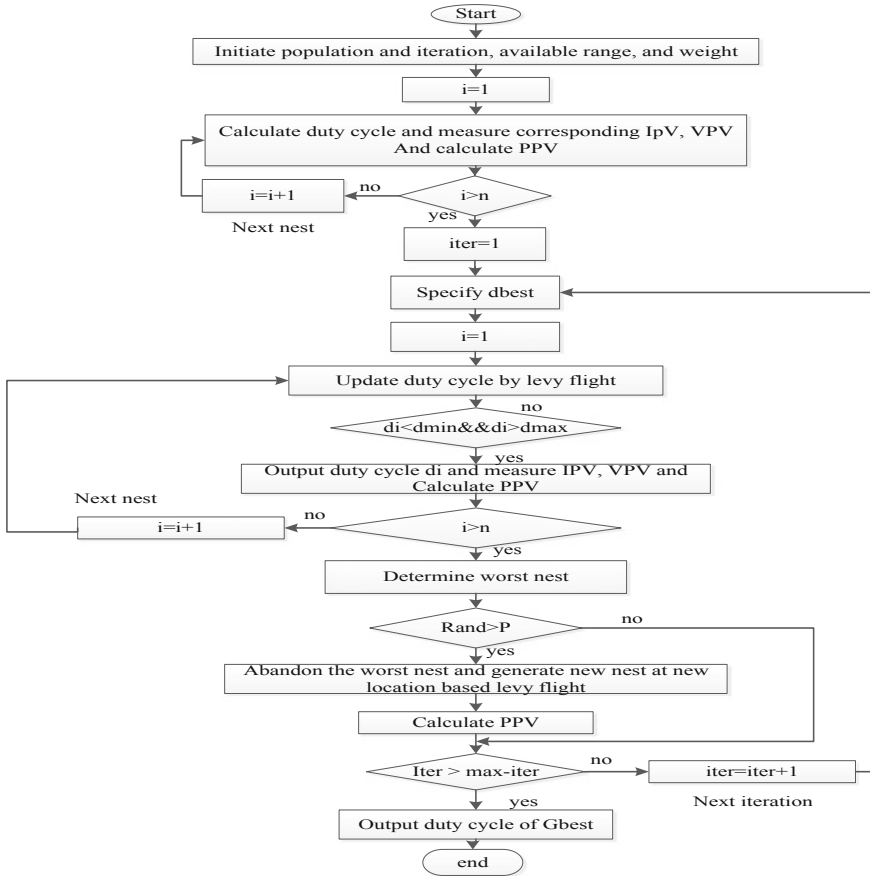 Start
Initiate population and iteration, available range, and weight
i=1
Calculate duty cycle and measure corresponding IpV, VPV
And calculate PPV
i>n
no
i=i+1
Next nest
yes
iter=1
Specify dbest
i=1
Update duty cycle by levy flight
no
di<dmin&&di>dmax
yes
Output duty cycle di and measure IPV, VPV and
Calculate PPV
Next nest
i=i+1
no
i>n
yes
Determine worst nest
Rand>P
no
yes
Abandon the worst nest and generate new nest at new
location based levy flight
Calculate PPV
Iter > max-iter
no
iter=iter+1
Next iteration
yes
Output duty cycle of Gbest
end